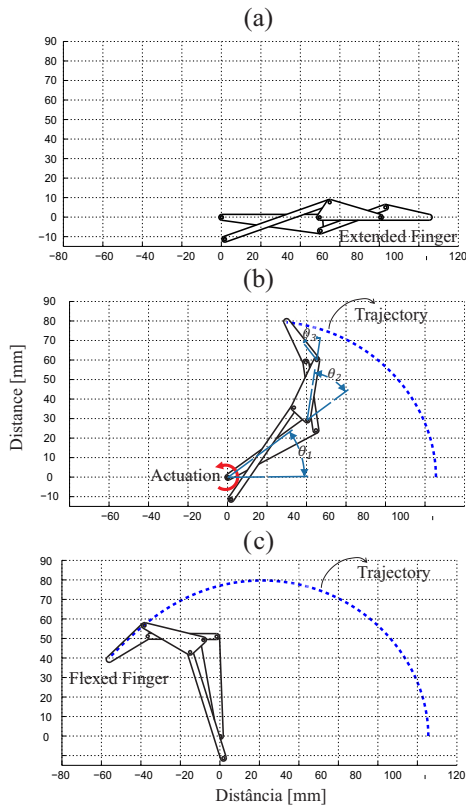 (a)
90
80
70
60
50
40
30
20
10
0
−10
Extended Finger
−80 −60 −40 −20 0 20 40 60 80 100 120
(b)
80
70
60
50
40
30
20
10
0
−10
Distance [mm]
Trajectory
θ3
θ2
θ1
Actuation
−60 −40 −20 0 20 40 60 80 100
(c)
90
80
70
60
50
40
30
20
10
0
Trajectory
Flexed Finger
−80 −60 −40 −20 0 20 40 60 80 100 120
Distância [mm]